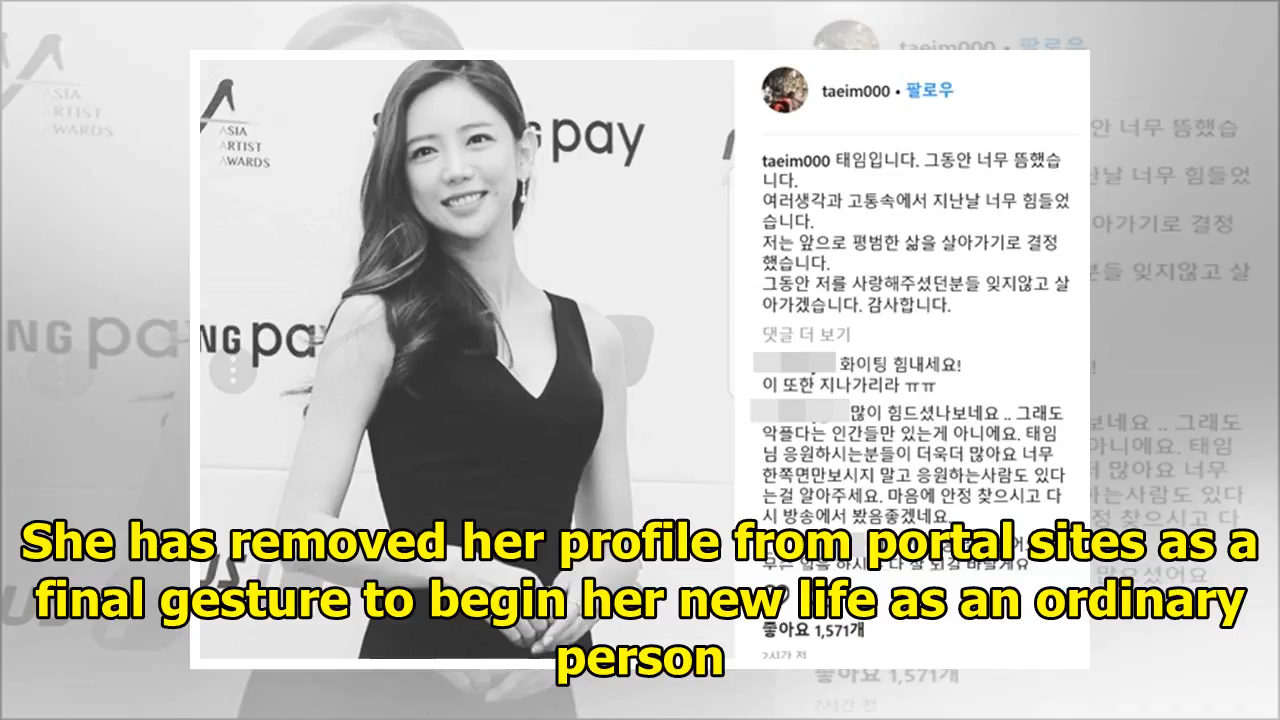 ASIA
ARTIST
AWARDS
pay
NG pay
taeim000 • 팔로우
taeim000 태임입니다. 그동안 너무 뜸했습
니다.
여러생각과 고통속에서 지난날 너무 힘들었
습니다.
저는 앞으로 평범한 삶을 살아가기로 결정
했습니다.
그동안 저를 사랑해주셨던분들 잊지않고 살
아가겠습니다. 감사합니다.
댓글 더 보기
화이팅 힘내세요!
이 또한 지나가리라 ㅠㅠ
많이 힘드셨나보네요 .. 그래도
악플다는 인간들만 있는게 아니에요. 태임
님 응원하시는분들이 더욱더 많아요 너무
한쪽면만보시지 말고 응원하는사람도 있다
는걸 알아주세요. 마음에 안정 찾으시고 다
시 방송에서 봤음좋겠네요
She has removed her profile from portal sites as a
final gesture to begin her new life as an ordinary
person
좋아요 1,571개
2시간 전